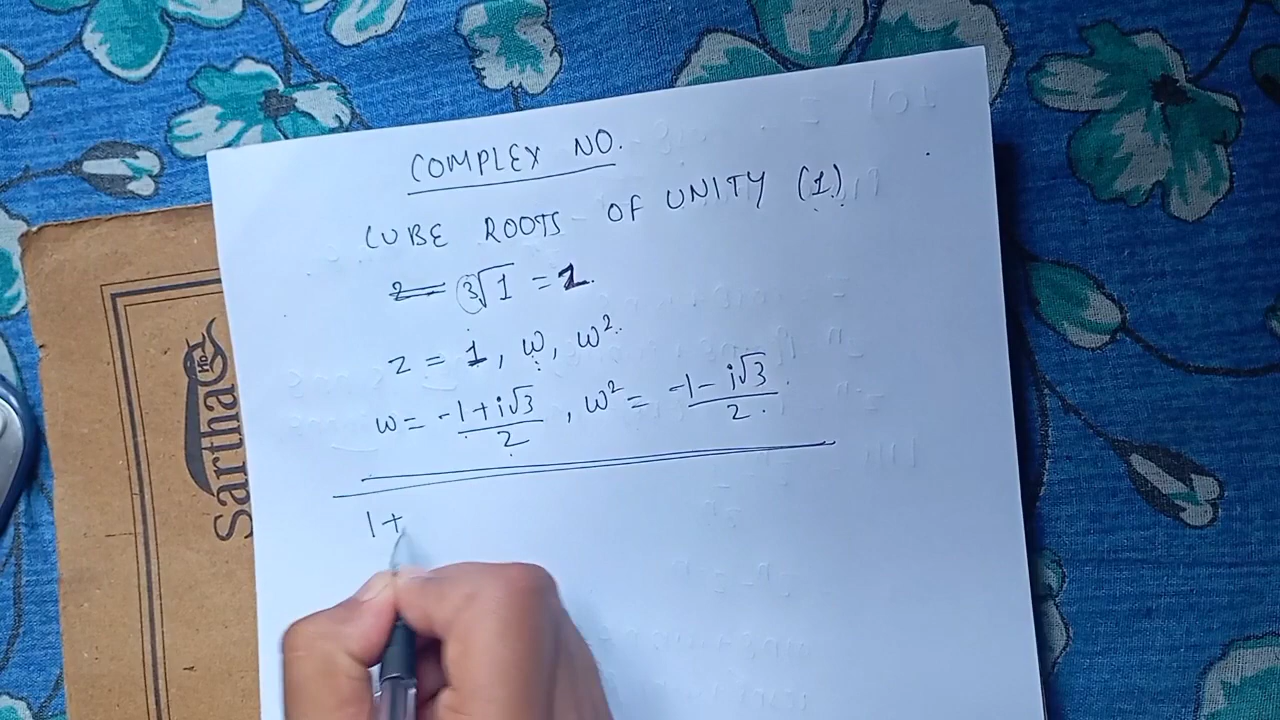 COMPLEX NO.
CUBE ROOTS OF UNITY (1)
∛1 = 1.
z = 1, ω, ω².
ω = (-1 + i√3)/2, ω² = (-1 - i√3)/2.
1 +
Sartha